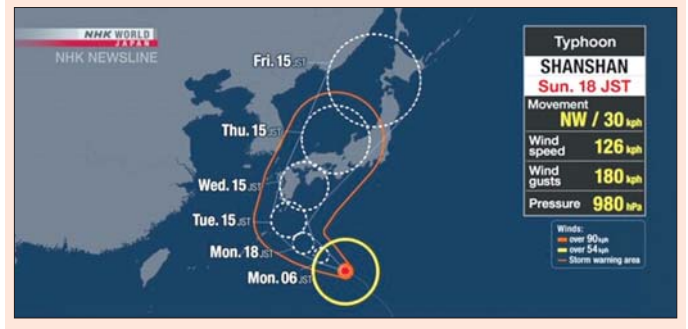 NHK WORLD
JAPAN
NHK NEWSLINE
Fri. 15 JST
Thu. 15 JST
Wed. 15 JST
Tue. 15 JST
Mon. 18 JST
Mon. 06 JST
Typhoon
SHANSHAN
Sun. 18 JST
Movement
NW / 30 kph
Wind speed 126 kph
Wind gusts 180 kph
Pressure 980 hPa
Winds:
over 90 kph
over 54 kph
Storm warning area